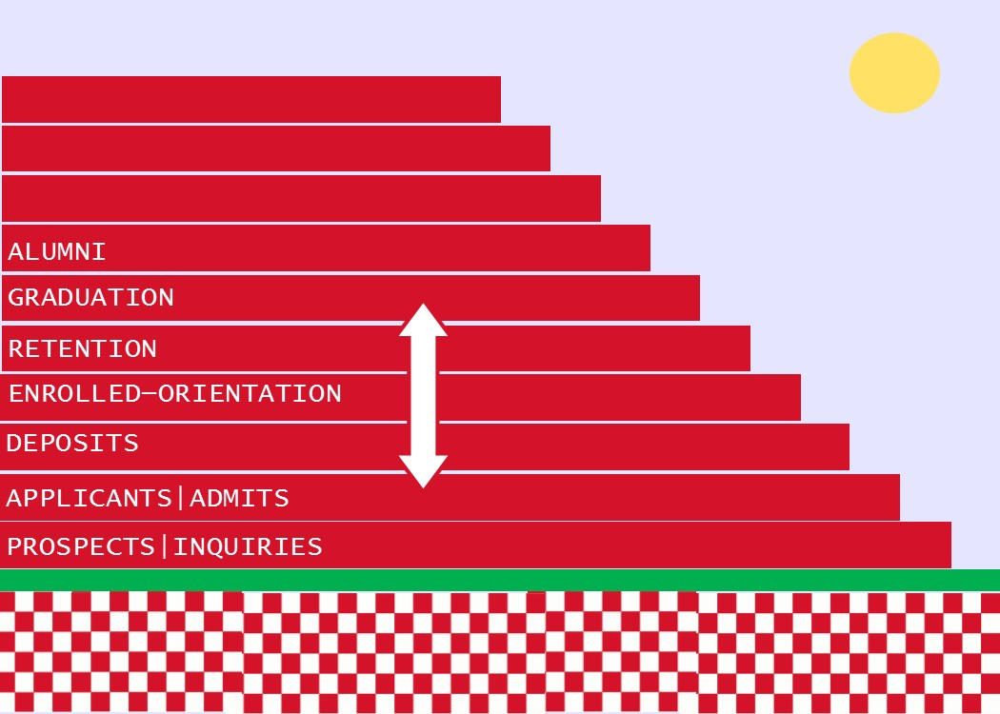 ALUMNI
GRADUATION
RETENTION
ENROLLED–ORIENTATION
DEPOSITS
APPLICANTS|ADMITS
PROSPECTS|INQUIRIES